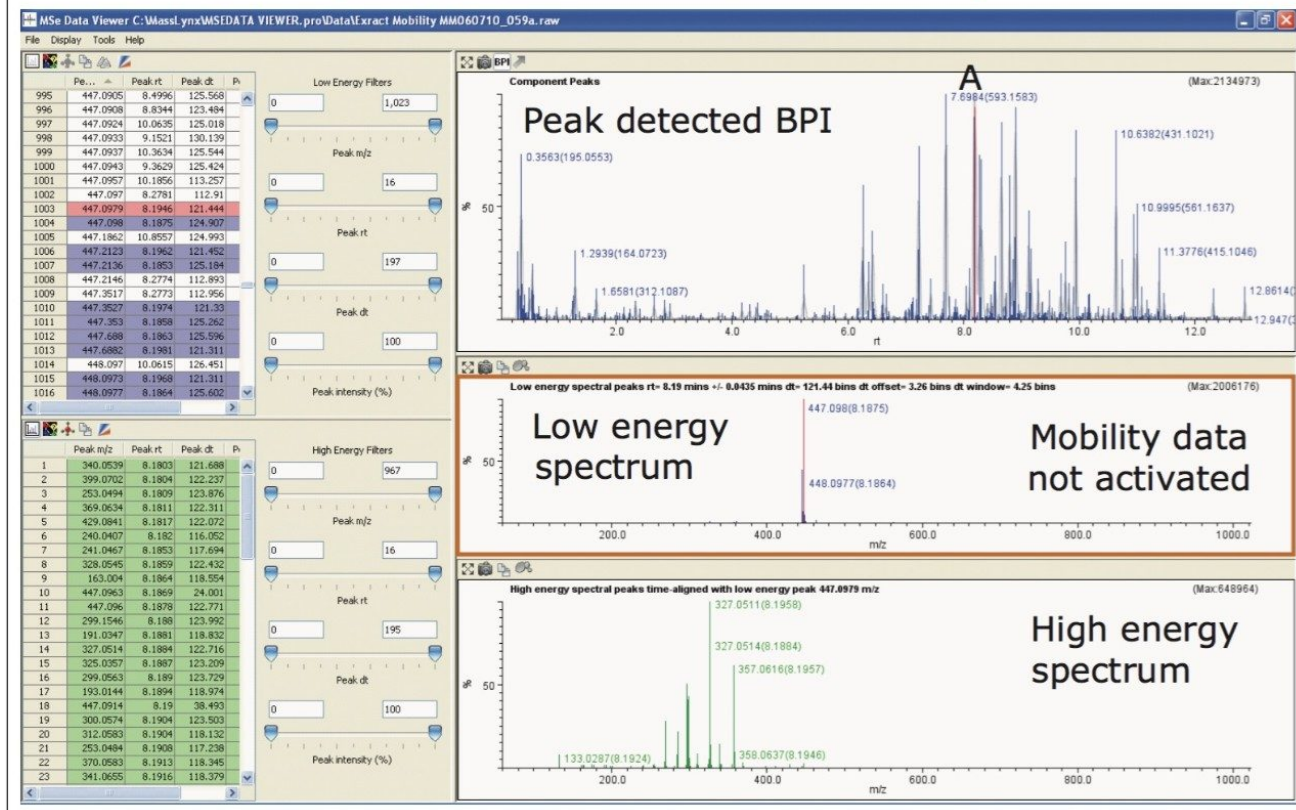 MSe Data Viewer C:\MassLynx\MSEDATA VIEWER.pro\Data\Exract Mobility MM060710_059a.raw
File Display Tools Help
Pe... Peak rt Peak dt
995 447.0905 8.4996 125.568
996 447.0908 8.8344 123.484
997 447.0924 10.0635 125.018
998 447.0933 9.1521 130.139
999 447.0937 10.3634 125.544
1000 447.0943 9.3629 125.424
1001 447.0957 10.1856 113.257
1002 447.097 8.2781 112.91
1003 447.0979 8.1946 121.444
1004 447.098 8.1875 124.907
1005 447.1862 10.8557 124.993
1006 447.2123 8.1962 121.452
1007 447.2136 8.1853 125.184
1008 447.2146 8.2774 112.893
1009 447.3517 8.2773 112.956
1010 447.3527 8.1974 121.33
1011 447.353 8.1858 125.262
1012 447.688 8.1863 125.596
1013 447.6882 8.1981 121.311
1014 448.097 10.0615 126.451
1015 448.0973 8.1968 121.311
1016 448.0977 8.1864 125.602
Low Energy Filters
0 1,023
Peak m/z
0 16
Peak rt
0 197
Peak dt
0 100
Peak intensity (%)
Peak m/z Peak rt Peak dt
1 340.0539 8.1803 121.688
2 399.0702 8.1804 122.237
3 253.0494 8.1809 123.876
4 369.0634 8.1811 122.311
5 429.0841 8.1817 122.072
6 240.0407 8.182 116.052
7 241.0467 8.1853 117.694
8 328.0545 8.1859 122.432
9 163.004 8.1864 118.554
10 447.0963 8.1869 24.001
11 447.096 8.1878 122.771
12 299.1546 8.188 123.992
13 191.0347 8.1881 118.832
14 327.0514 8.1884 122.716
15 325.0357 8.1887 123.209
16 299.0563 8.189 123.729
17 193.0144 8.1894 118.974
18 447.0914 8.19 38.493
19 300.0574 8.1904 123.503
20 312.0583 8.1904 118.132
21 253.0484 8.1908 117.238
22 370.0583 8.1913 118.345
23 341.0655 8.1916 118.379
High Energy Filters
0 967
Peak m/z
0 16
Peak rt
0 195
Peak dt
0 100
Peak intensity (%)
BPI
Component Peaks
A
(Max:2134973)
Peak detected BPI
7.6984(593.1583)
0.3563(195.0553)
10.6382(431.1021)
% 50
10.9995(561.1637)
1.2939(164.0723)
11.3776(415.1046)
1.6581(312.1087)
12.8614(
12.947(
2.0 4.0 6.0 8.0 10.0 12.0
rt
Low energy spectral peaks rt= 8.19 mins +/- 0.0435 mins dt= 121.44 bins dt offset= 3.26 bins dt window= 4.25 bins
(Max:2006176)
Low energy
spectrum
447.098(8.1875)
448.0977(8.1864)
Mobility data
not activated
% 50
200.0 400.0 600.0 800.0 1000.0
m/z
High energy spectral peaks time-aligned with low energy peak 447.0979 m/z
(Max:648964)
327.0511(8.1958)
327.0514(8.1884)
357.0616(8.1957)
High energy
spectrum
% 50
133.0287(8.1924)
358.0637(8.1946)
200.0 400.0 600.0 800.0 1000.0
m/z